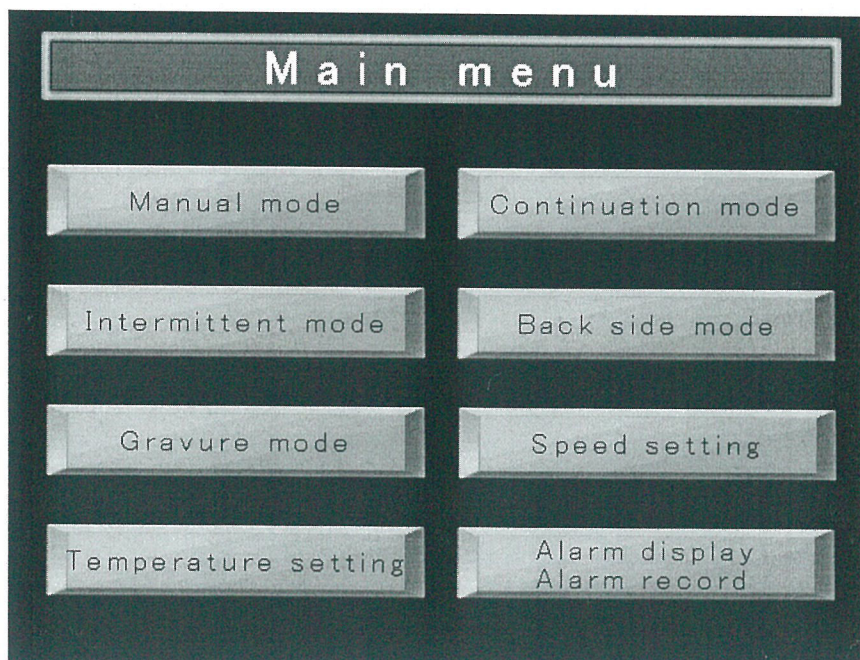 Main menu
Manual mode
Continuation mode
Intermittent mode
Back side mode
Gravure mode
Speed setting
Temperature setting
Alarm display
Alarm record